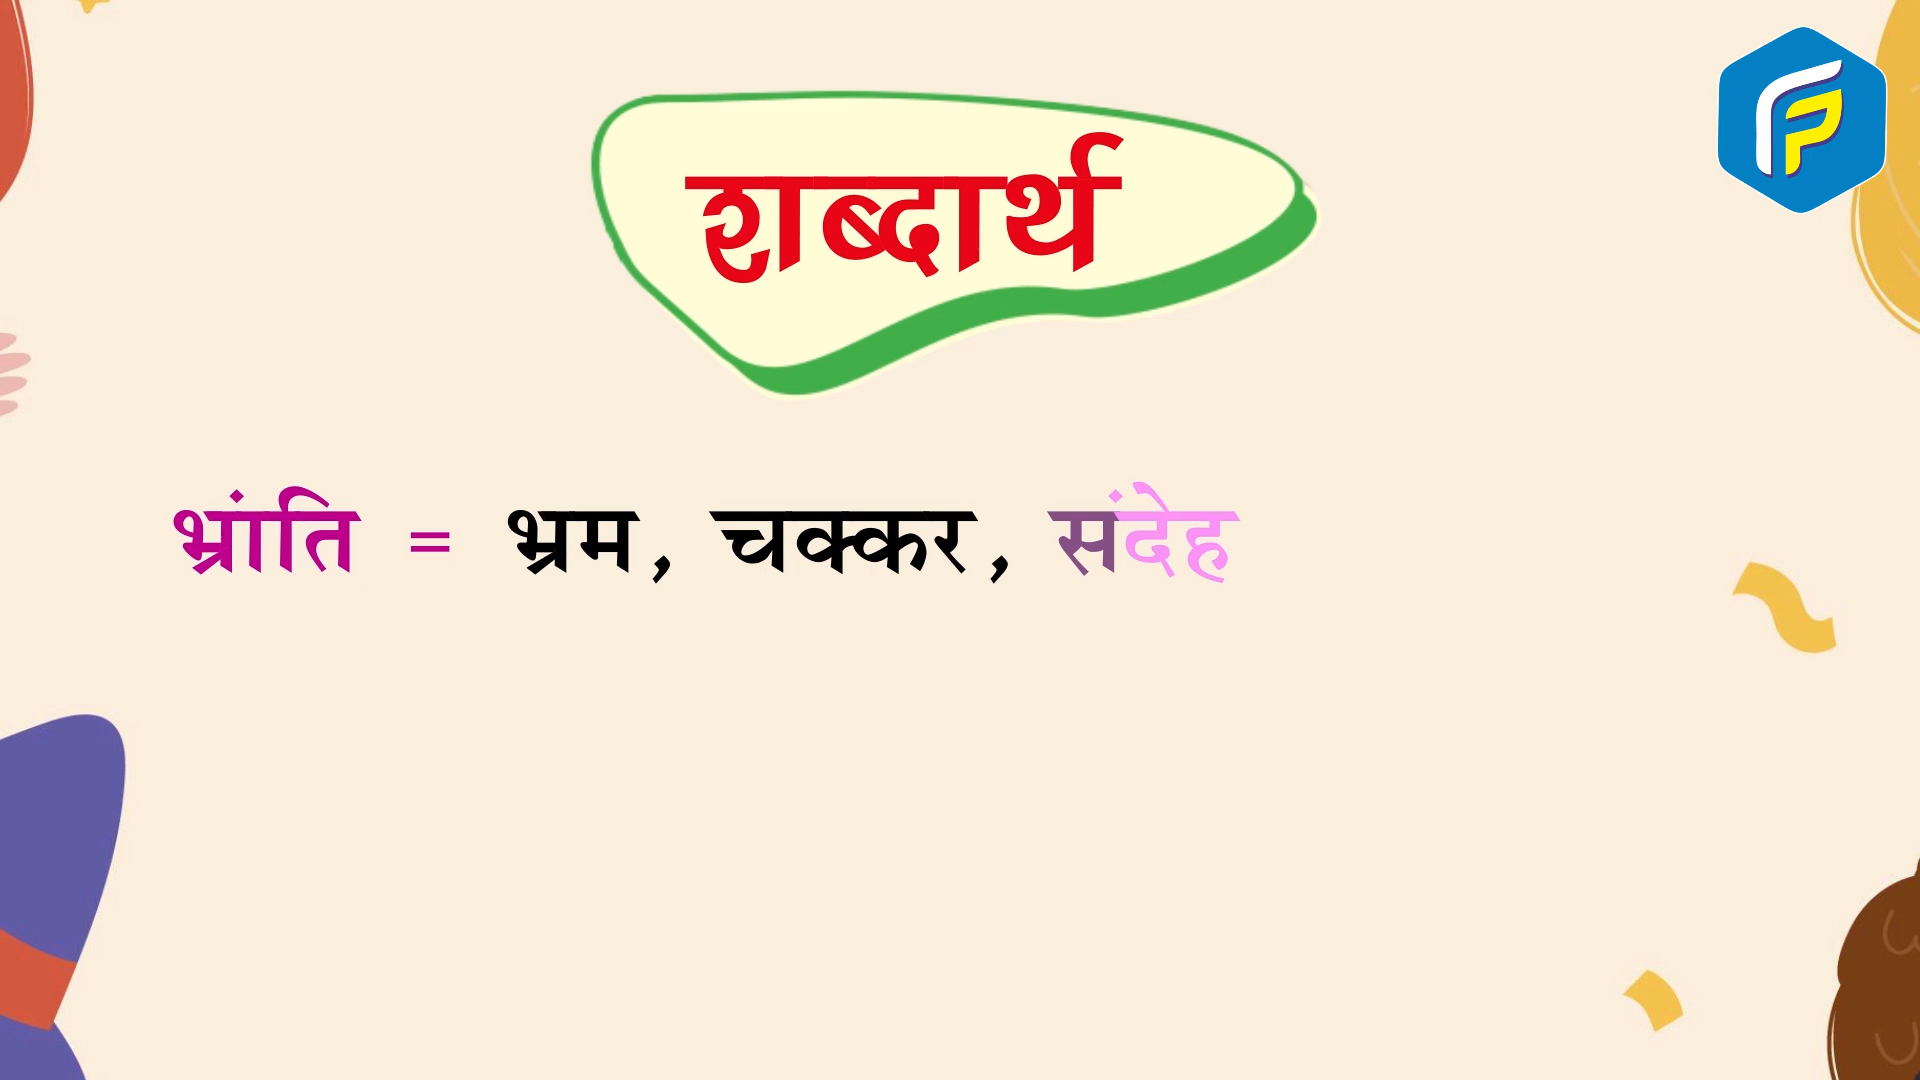 शब्दार्थ
भ्रांति = भ्रम, चक्कर, संदेह